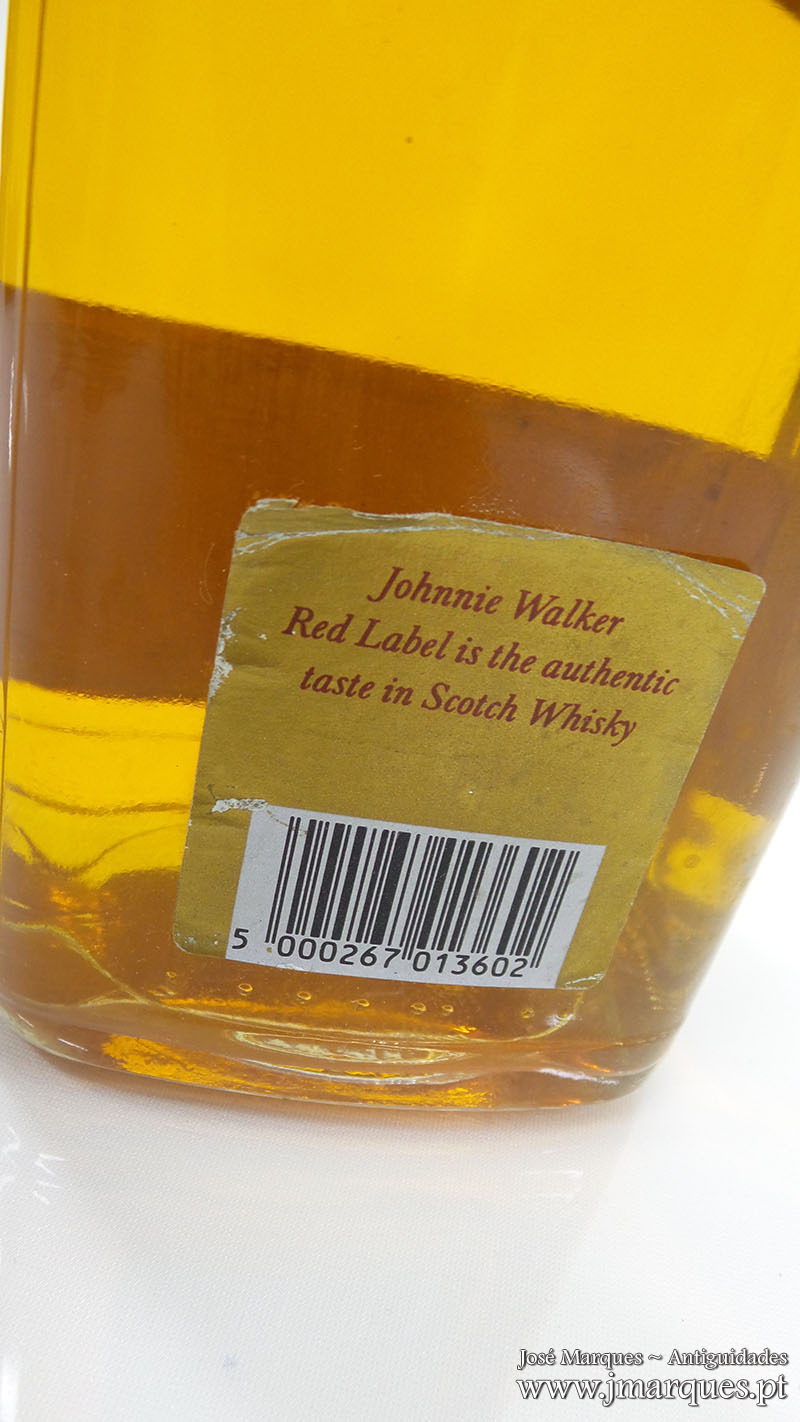 Johnnie Walker
Red Label is the authentic
taste in Scotch Whisky
5 000267 013602
José Marques ~ Antiguidades
www.jmarques.pt